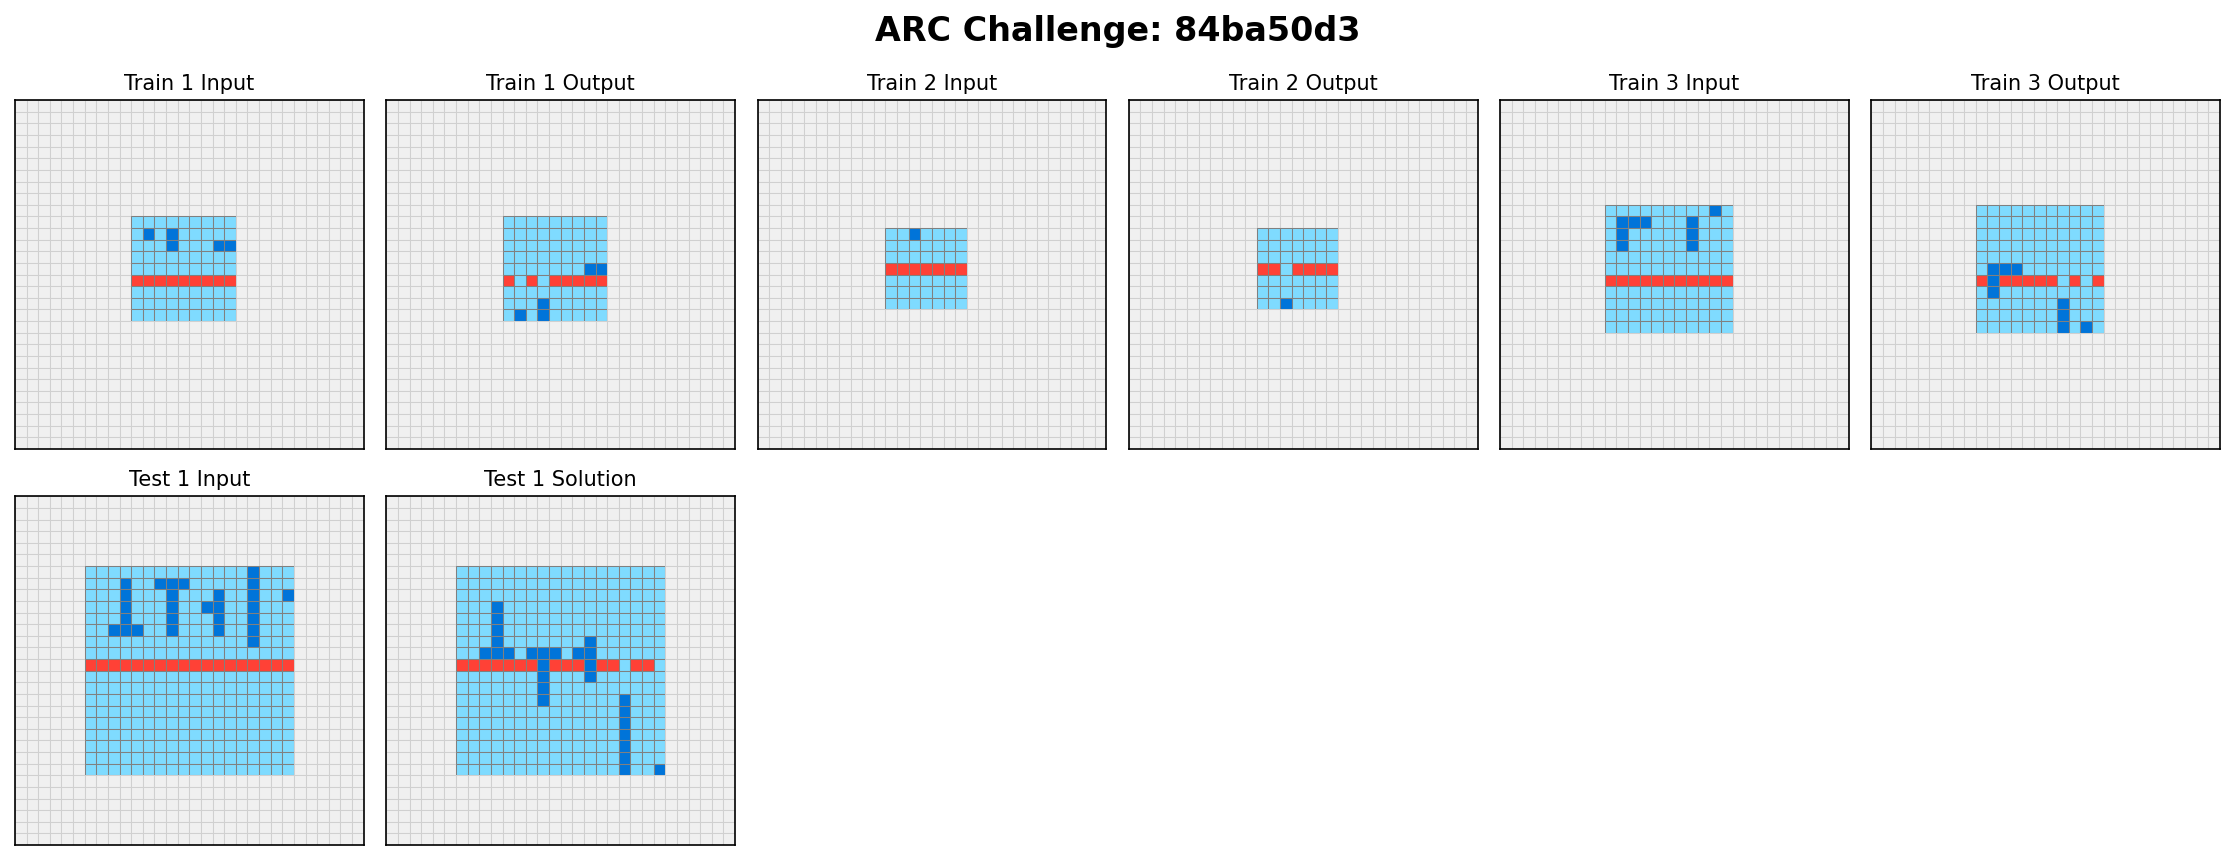 ARC Challenge: 84ba50d3
Train 1 Input
Train 1 Output
Train 2 Input
Train 2 Output
Train 3 Input
Train 3 Output
Test 1 Input
Test 1 Solution